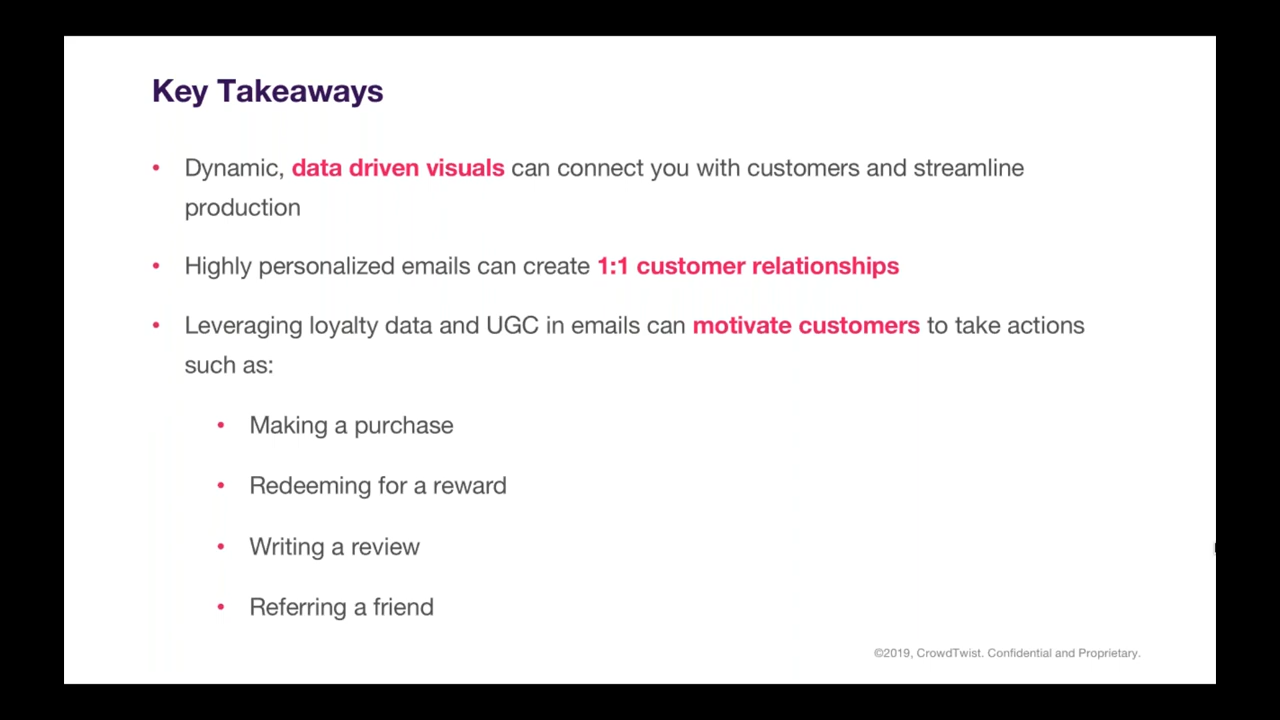 Key Takeaways
• Dynamic, data driven visuals can connect you with customers and streamline
production
• Highly personalized emails can create 1:1 customer relationships
• Leveraging loyalty data and UGC in emails can motivate customers to take actions
such as:
• Making a purchase
• Redeeming for a reward
• Writing a review
• Referring a friend
©2019, CrowdTwist. Confidential and Proprietary.